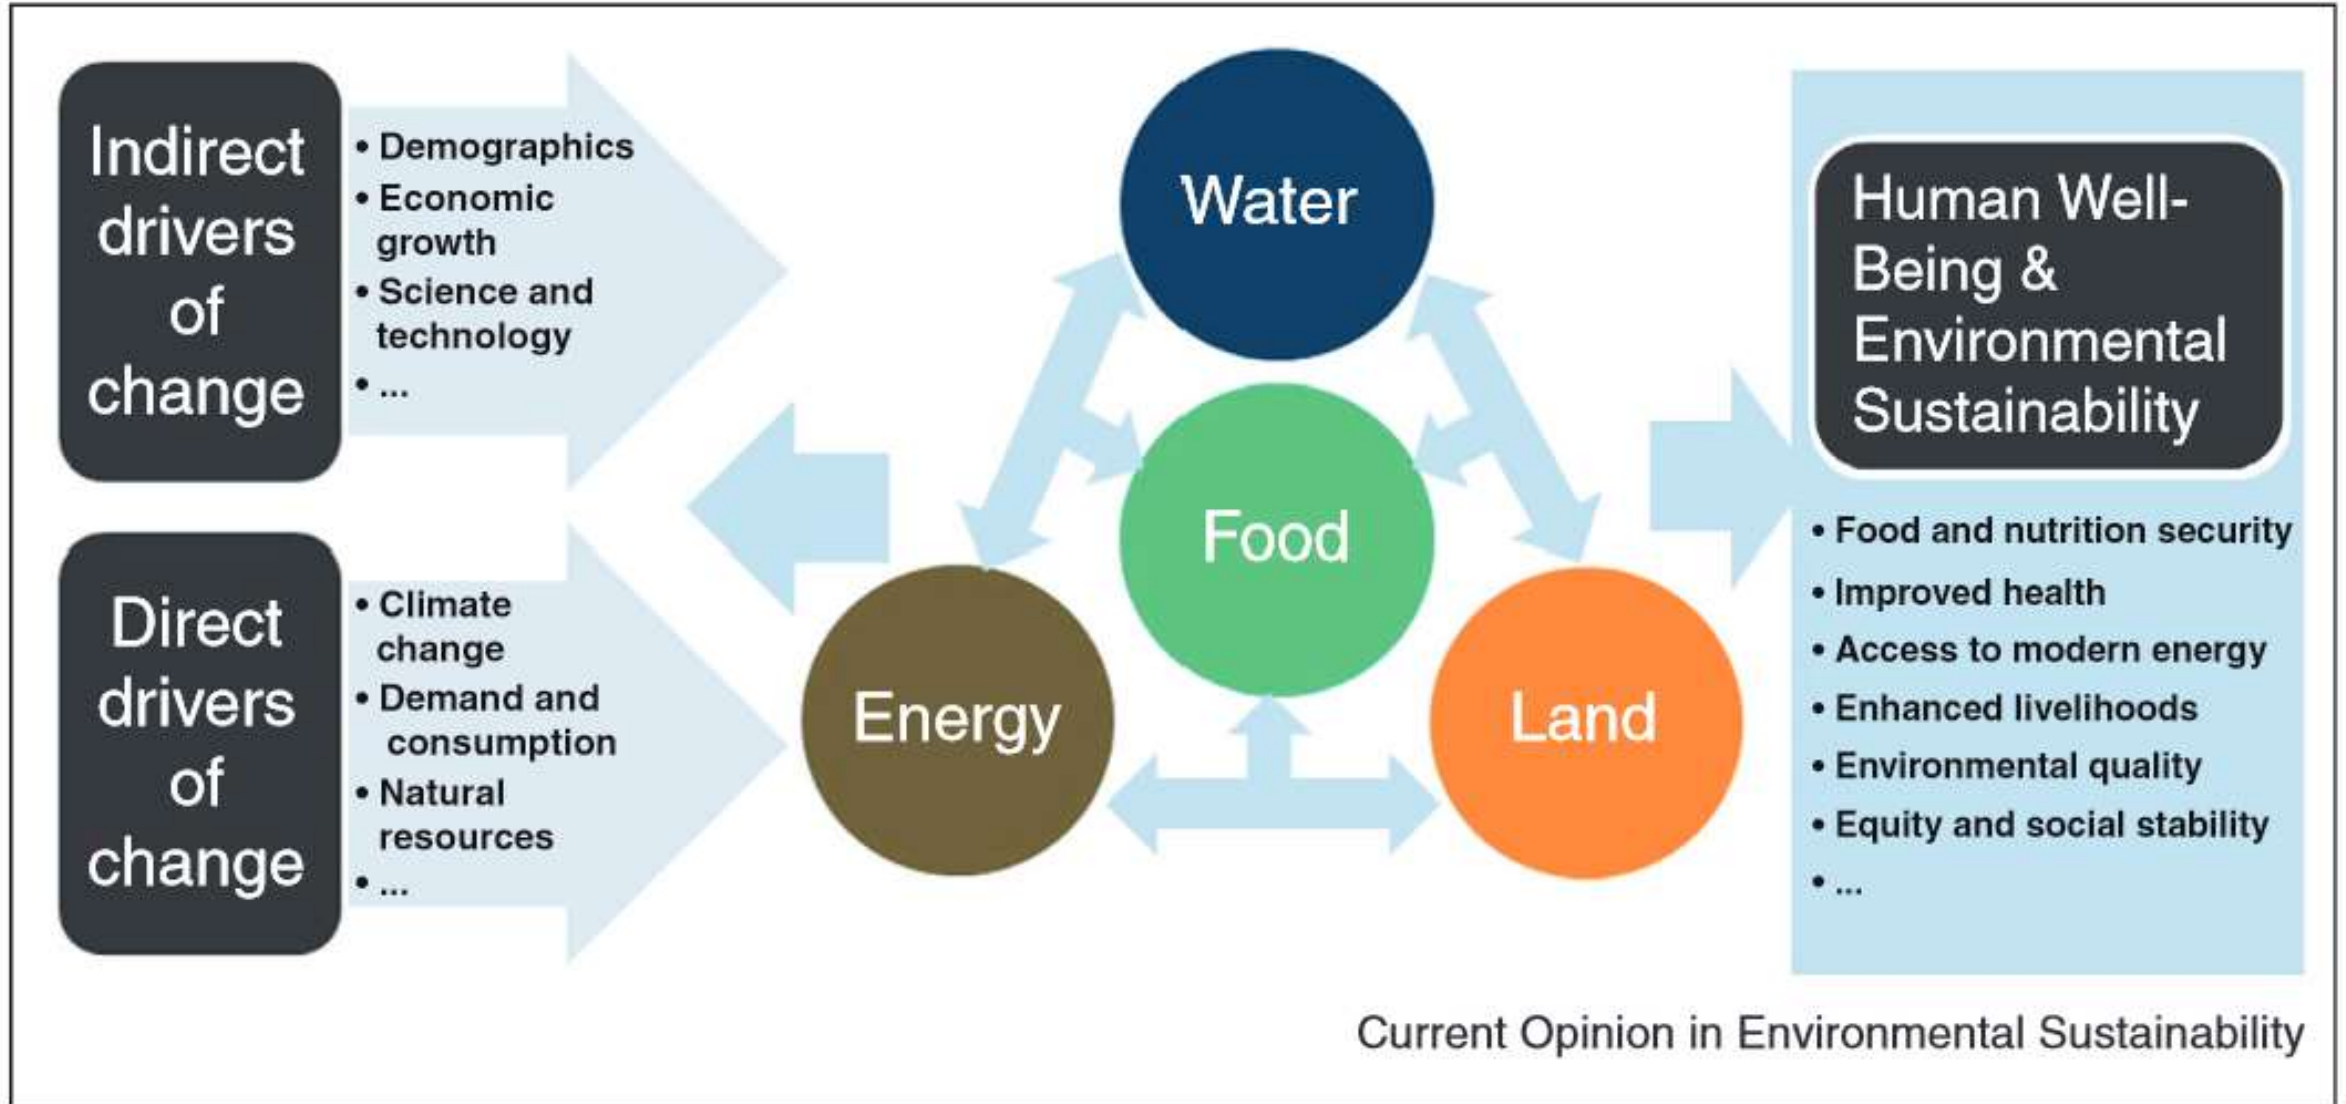 Indirect
drivers
of
change
• Demographics
• Economic
growth
• Science and
technology
• ...
Direct
drivers
of
change
• Climate
change
• Demand and
consumption
• Natural
resources
• ...
Water
Food
Energy
Land
Human Well-
Being &
Environmental
Sustainability
• Food and nutrition security
• Improved health
• Access to modern energy
• Enhanced livelihoods
• Environmental quality
• Equity and social stability
• ...
Current Opinion in Environmental Sustainability